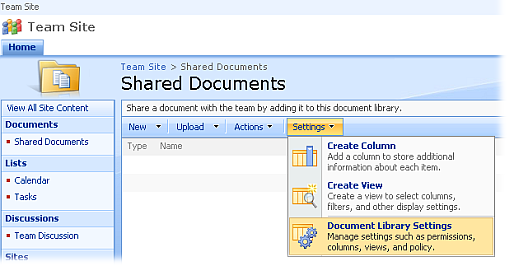 Team Site
Team Site
Home
Team Site > Shared Documents
Shared Documents
View All Site Content
Share a document with the team by adding it to this document library.
Documents
Shared Documents
Lists
Calendar
Tasks
Discussions
Team Discussion
Sites
New Upload Actions Settings
Type Name
Create Column
Add a column to store additional
information about each item.
Create View
Create a view to select columns,
filters, and other display settings.
Document Library Settings
Manage settings such as permissions,
columns, views, and policy.